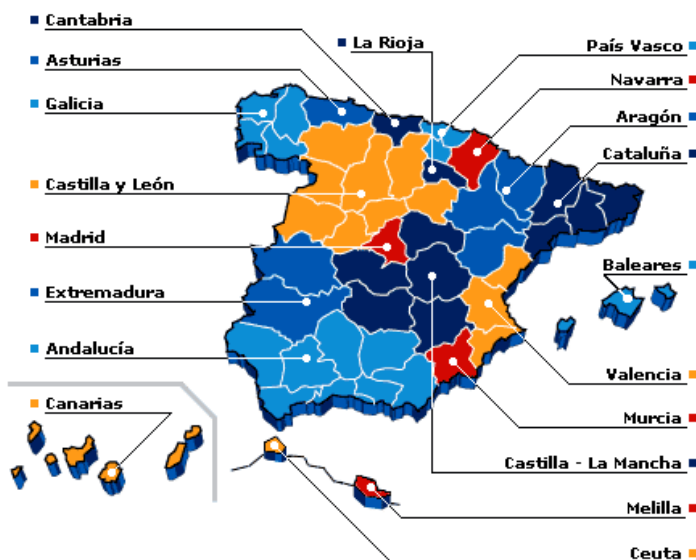 Cantabria
Asturias
Galicia
Castilla y León
Madrid
Extremadura
Andalucía
Canarias
La Rioja
País Vasco
Navarra
Aragón
Cataluña
Baleares
Valencia
Murcia
Castilla - La Mancha
Melilla
Ceuta